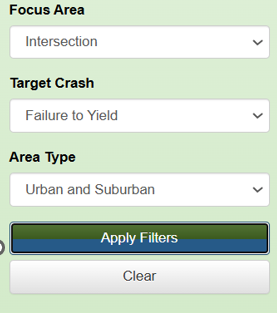 Focus Area
Intersection
Target Crash
Failure to Yield
Area Type
Urban and Suburban
Apply Filters
Clear